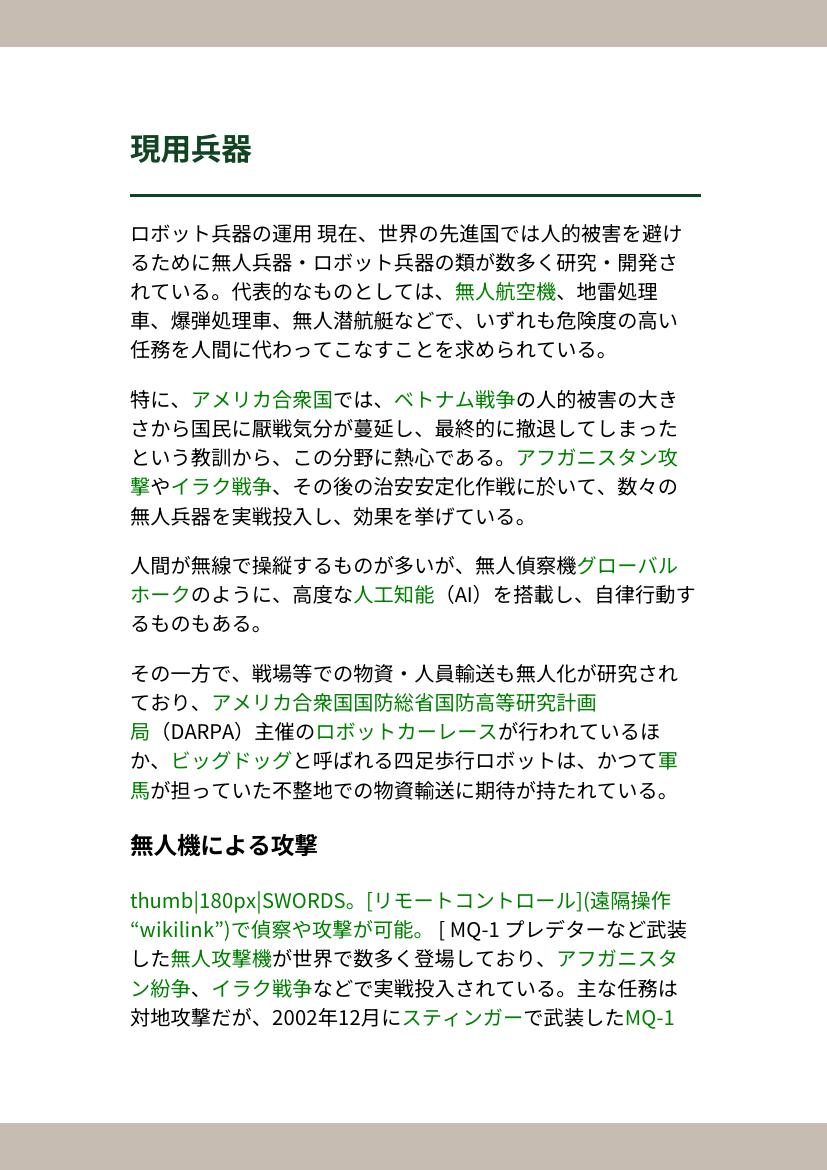 現用兵器
ロボット兵器の運用 現在、世界の先進国では人的被害を避け
るために無人兵器・ロボット兵器の類が数多く研究・開発さ
れている。代表的なものとしては、無人航空機、地雷処理
車、爆弾処理車、無人潜航艇などで、いずれも危険度の高い
任務を人間に代わってこなすことを求められている。
特に、アメリカ合衆国では、ベトナム戦争の人的被害の大き
さから国民に厭戦気分が蔓延し、最終的に撤退してしまった
という教訓から、この分野に熱心である。アフガニスタン攻
撃やイラク戦争、その後の治安安定化作戦に於いて、数々の
無人兵器を実戦投入し、効果を挙げている。
人間が無線で操縦するものが多いが、無人偵察機グローバル
ホークのように、高度な人工知能（AI）を搭載し、自律行動す
るものもある。
その一方で、戦場等での物資・人員輸送も無人化が研究され
ており、アメリカ合衆国国防総省国防高等研究計画
局（DARPA）主催のロボットカーレースが行われているほ
か、ビッグドッグと呼ばれる四足歩行ロボットは、かつて軍
馬が担っていた不整地での物資輸送に期待が持たれている。
無人機による攻撃
thumb|180px|SWORDS。[リモートコントロール](遠隔操作
“wikilink”)で偵察や攻撃が可能。 [ MQ-1 プレデターなど武装
した無人攻撃機が世界で数多く登場しており、アフガニスタ
ン紛争、イラク戦争などで実戦投入されている。主な任務は
対地攻撃だが、2002年12月にスティンガーで武装したMQ-1